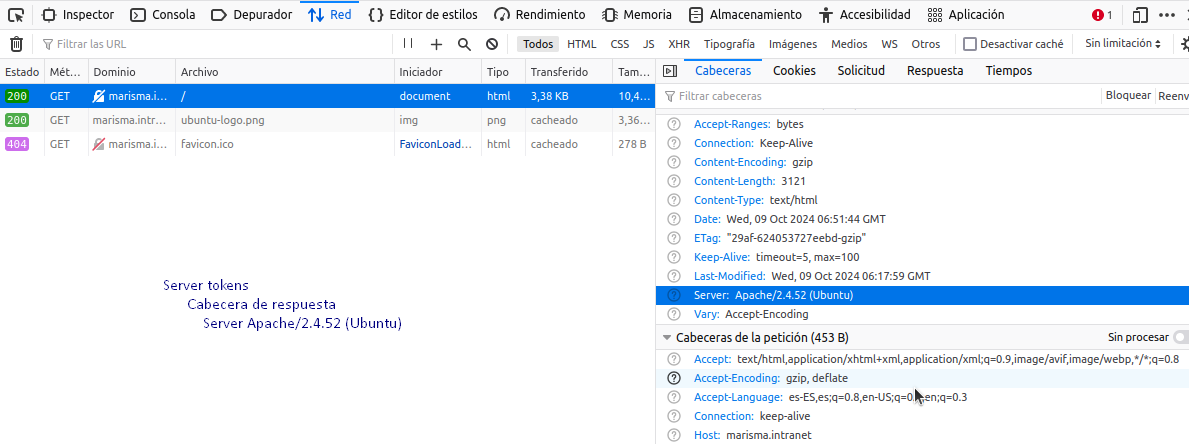 Inspector Consola Depurador Red Editor de estilos Rendimiento Memoria Almacenamiento Accesibilidad Aplicación 1
Filtrar las URL Todos HTML CSS JS XHR Tipografía Imágenes Medios WS Otros Desactivar caché Sin limitación
Estado Mét... Dominio Archivo Iniciador Tipo Transferido Tam...
200 GET marisma.i... / document html 3,38 KB 10,4...
200 GET marisma.intr... ubuntu-logo.png img png cacheado 3,36...
404 GET marisma.i... favicon.ico FaviconLoad... html cacheado 278 B
Server tokens
Cabecera de respuesta
Server Apache/2.4.52 (Ubuntu)
Cabeceras Cookies Solicitud Respuesta Tiempos
Filtrar cabeceras Bloquear Reenv
Accept-Ranges: bytes
Connection: Keep-Alive
Content-Encoding: gzip
Content-Length: 3121
Content-Type: text/html
Date: Wed, 09 Oct 2024 06:51:44 GMT
ETag: "29af-624053727eebd-gzip"
Keep-Alive: timeout=5, max=100
Last-Modified: Wed, 09 Oct 2024 06:17:59 GMT
Server: Apache/2.4.52 (Ubuntu)
Vary: Accept-Encoding
Cabeceras de la petición (453 B) Sin procesar
Accept: text/html,application/xhtml+xml,application/xml;q=0.9,image/avif,image/webp,*/*;q=0.8
Accept-Encoding: gzip, deflate
Accept-Language: es-ES,es;q=0.8,en-US;q=0. en;q=0.3
Connection: keep-alive
Host: marisma.intranet